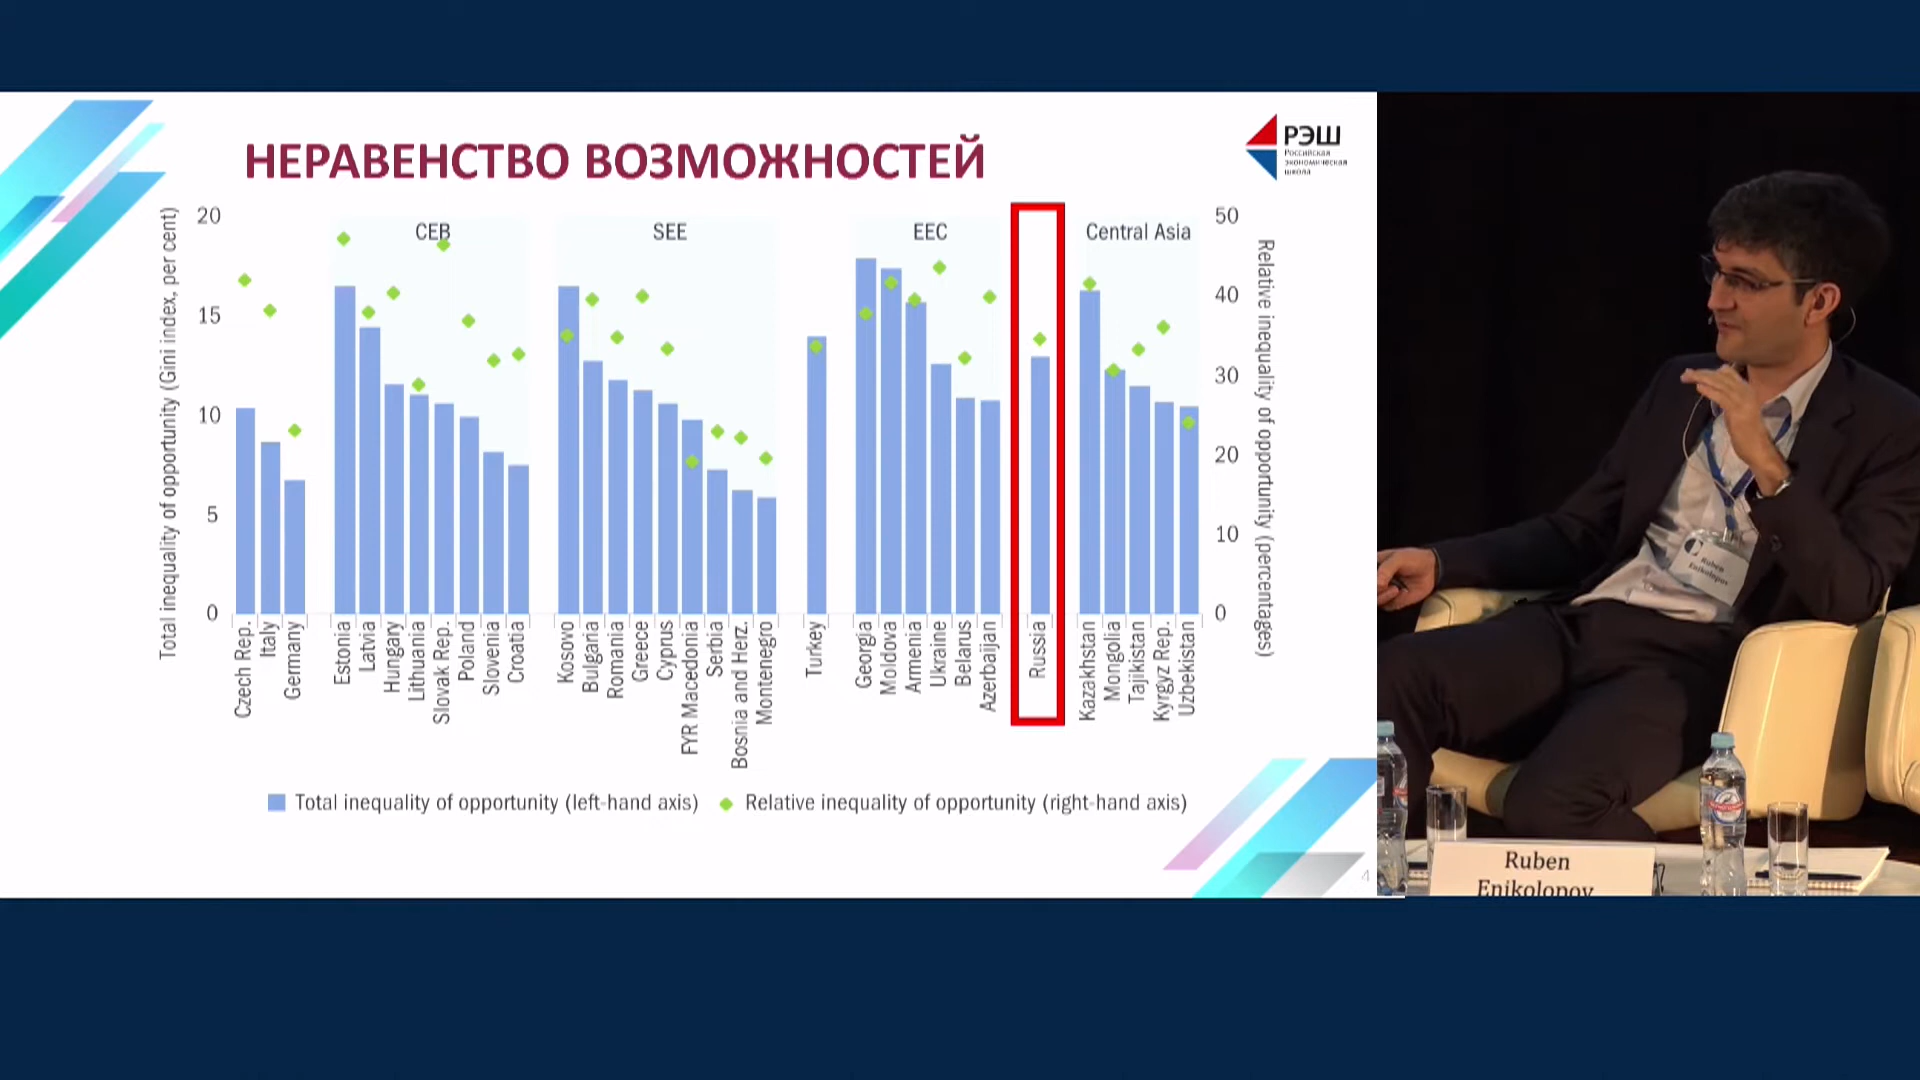 НЕРАВЕНСТВО ВОЗМОЖНОСТЕЙ
РЭШ
Российская
экономическая
школа
Total inequality of opportunity (Gini index, per cent)
20
15
10
5
0
CEB
SEE
EEC
Central Asia
50
40
30
20
10
0
Relative inequality of opportunity (percentages)
Czech Rep.
Italy
Germany
Estonia
Latvia
Hungary
Lithuania
Slovak Rep.
Poland
Slovenia
Croatia
Kosovo
Bulgaria
Romania
Greece
Cyprus
FYR Macedonia
Serbia
Bosnia and Herz.
Montenegro
Turkey
Georgia
Moldova
Armenia
Ukraine
Belarus
Azerbaijan
Russia
Kazakhstan
Mongolia
Tajikistan
Kyrgyz Rep.
Uzbekistan
Total inequality of opportunity (left-hand axis)
Relative inequality of opportunity (right-hand axis)
4
Ruben
Enikolopov
Ruben
Enikolopov